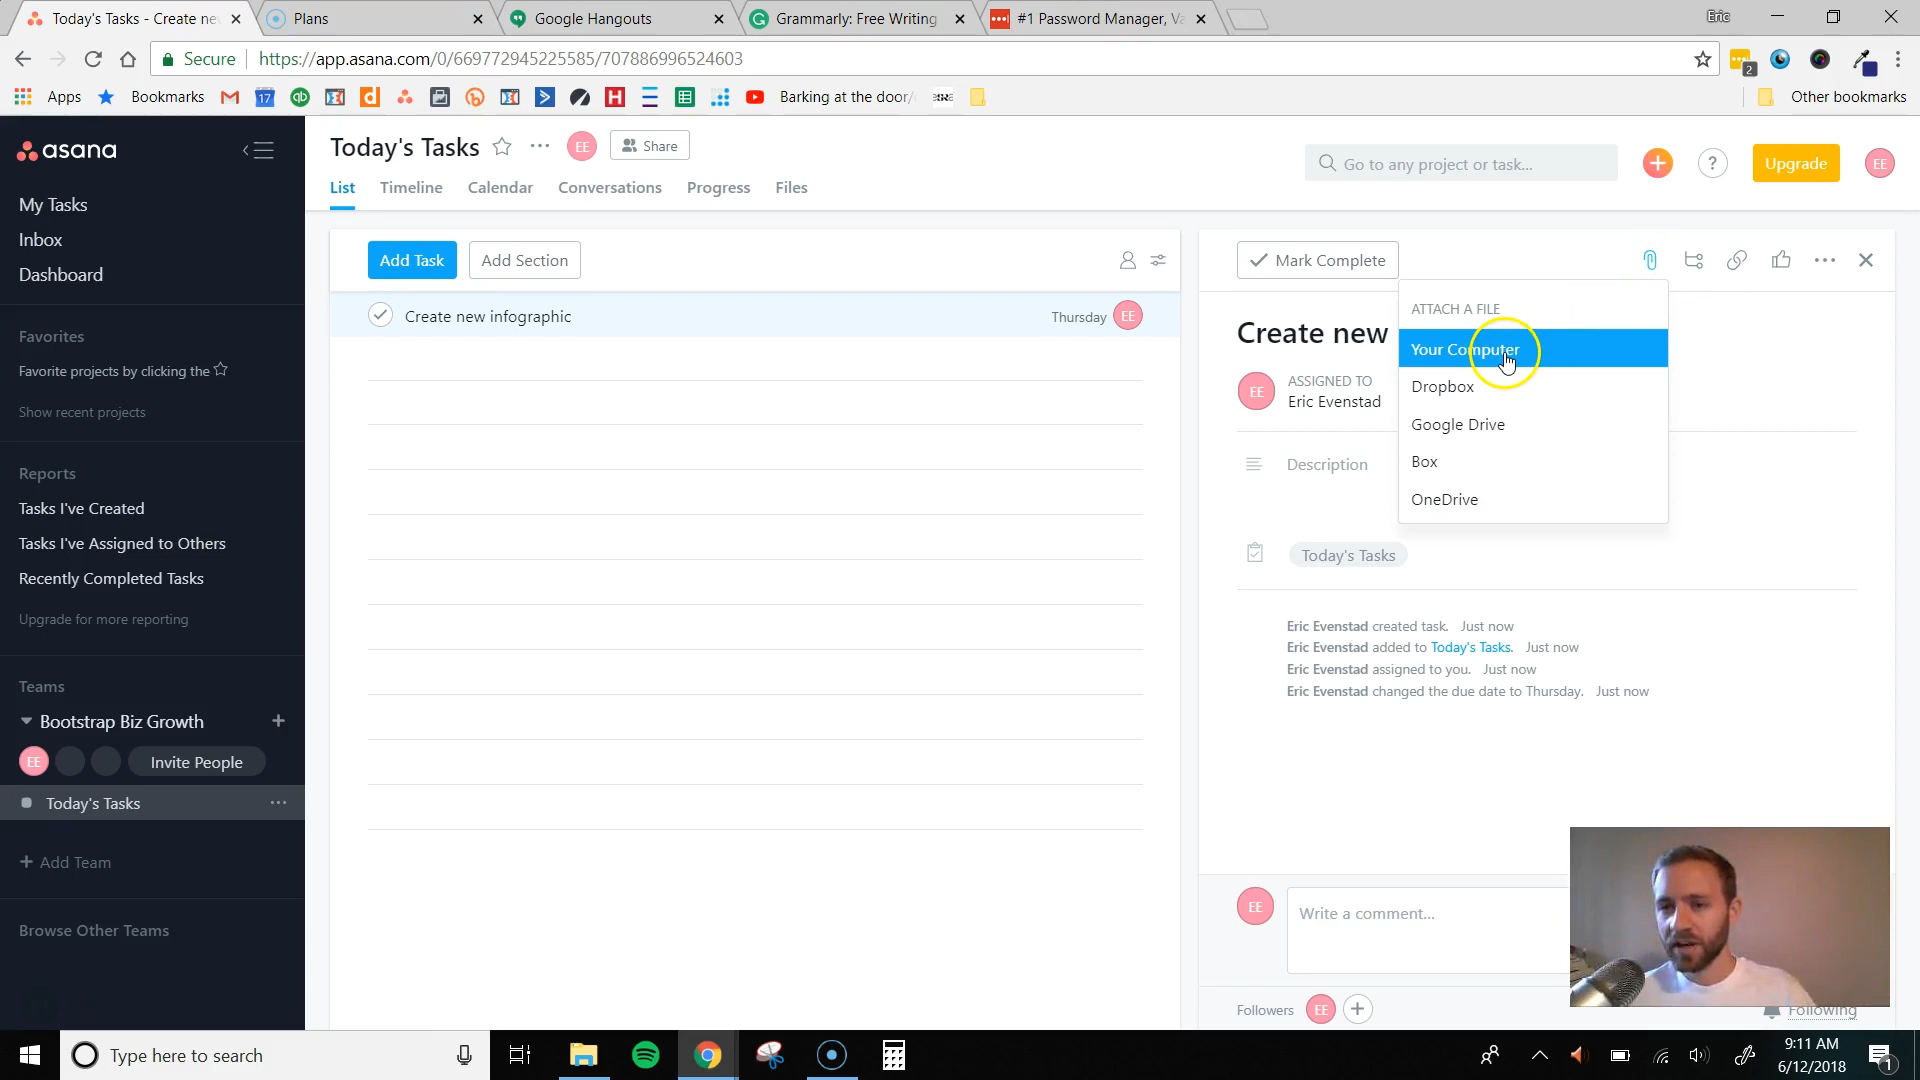 Today's Tasks - Create ne
Plans
Google Hangouts
Grammarly: Free Writing
#1 Password Manager, Va
Eric
Secure
https://app.asana.com/0/669772945225585/707886996524603
2
Apps
Bookmarks
17
Barking at the door/
Other bookmarks
asana
Today's Tasks
EE
Share
Go to any project or task...
?
Upgrade
EE
List
Timeline
Calendar
Conversations
Progress
Files
My Tasks
Inbox
Dashboard
Favorites
Favorite projects by clicking the
Show recent projects
Reports
Tasks I've Created
Tasks I've Assigned to Others
Recently Completed Tasks
Upgrade for more reporting
Teams
Bootstrap Biz Growth
EE
Invite People
Today's Tasks
Add Team
Browse Other Teams
Add Task
Add Section
Create new infographic
Thursday
EE
Mark Complete
ATTACH A FILE
Your Computer
Dropbox
Google Drive
Box
OneDrive
Create new
EE
ASSIGNED TO
Eric Evenstad
Description
Today's Tasks
Eric Evenstad created task. Just now
Eric Evenstad added to Today's Tasks. Just now
Eric Evenstad assigned to you. Just now
Eric Evenstad changed the due date to Thursday. Just now
EE
Write a comment...
Followers
EE
Following
Type here to search
9:11 AM
6/12/2018
1